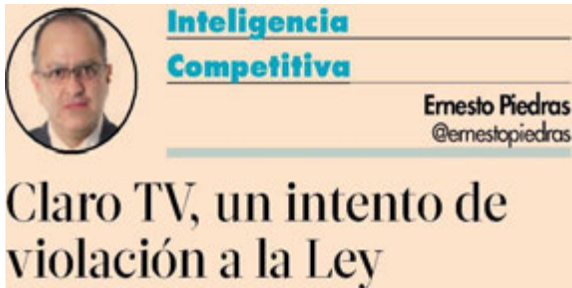 Inteligencia
Competitiva
Ernesto Piedras
@ernestopiedras
Claro TV, un intento de
violación a la Ley